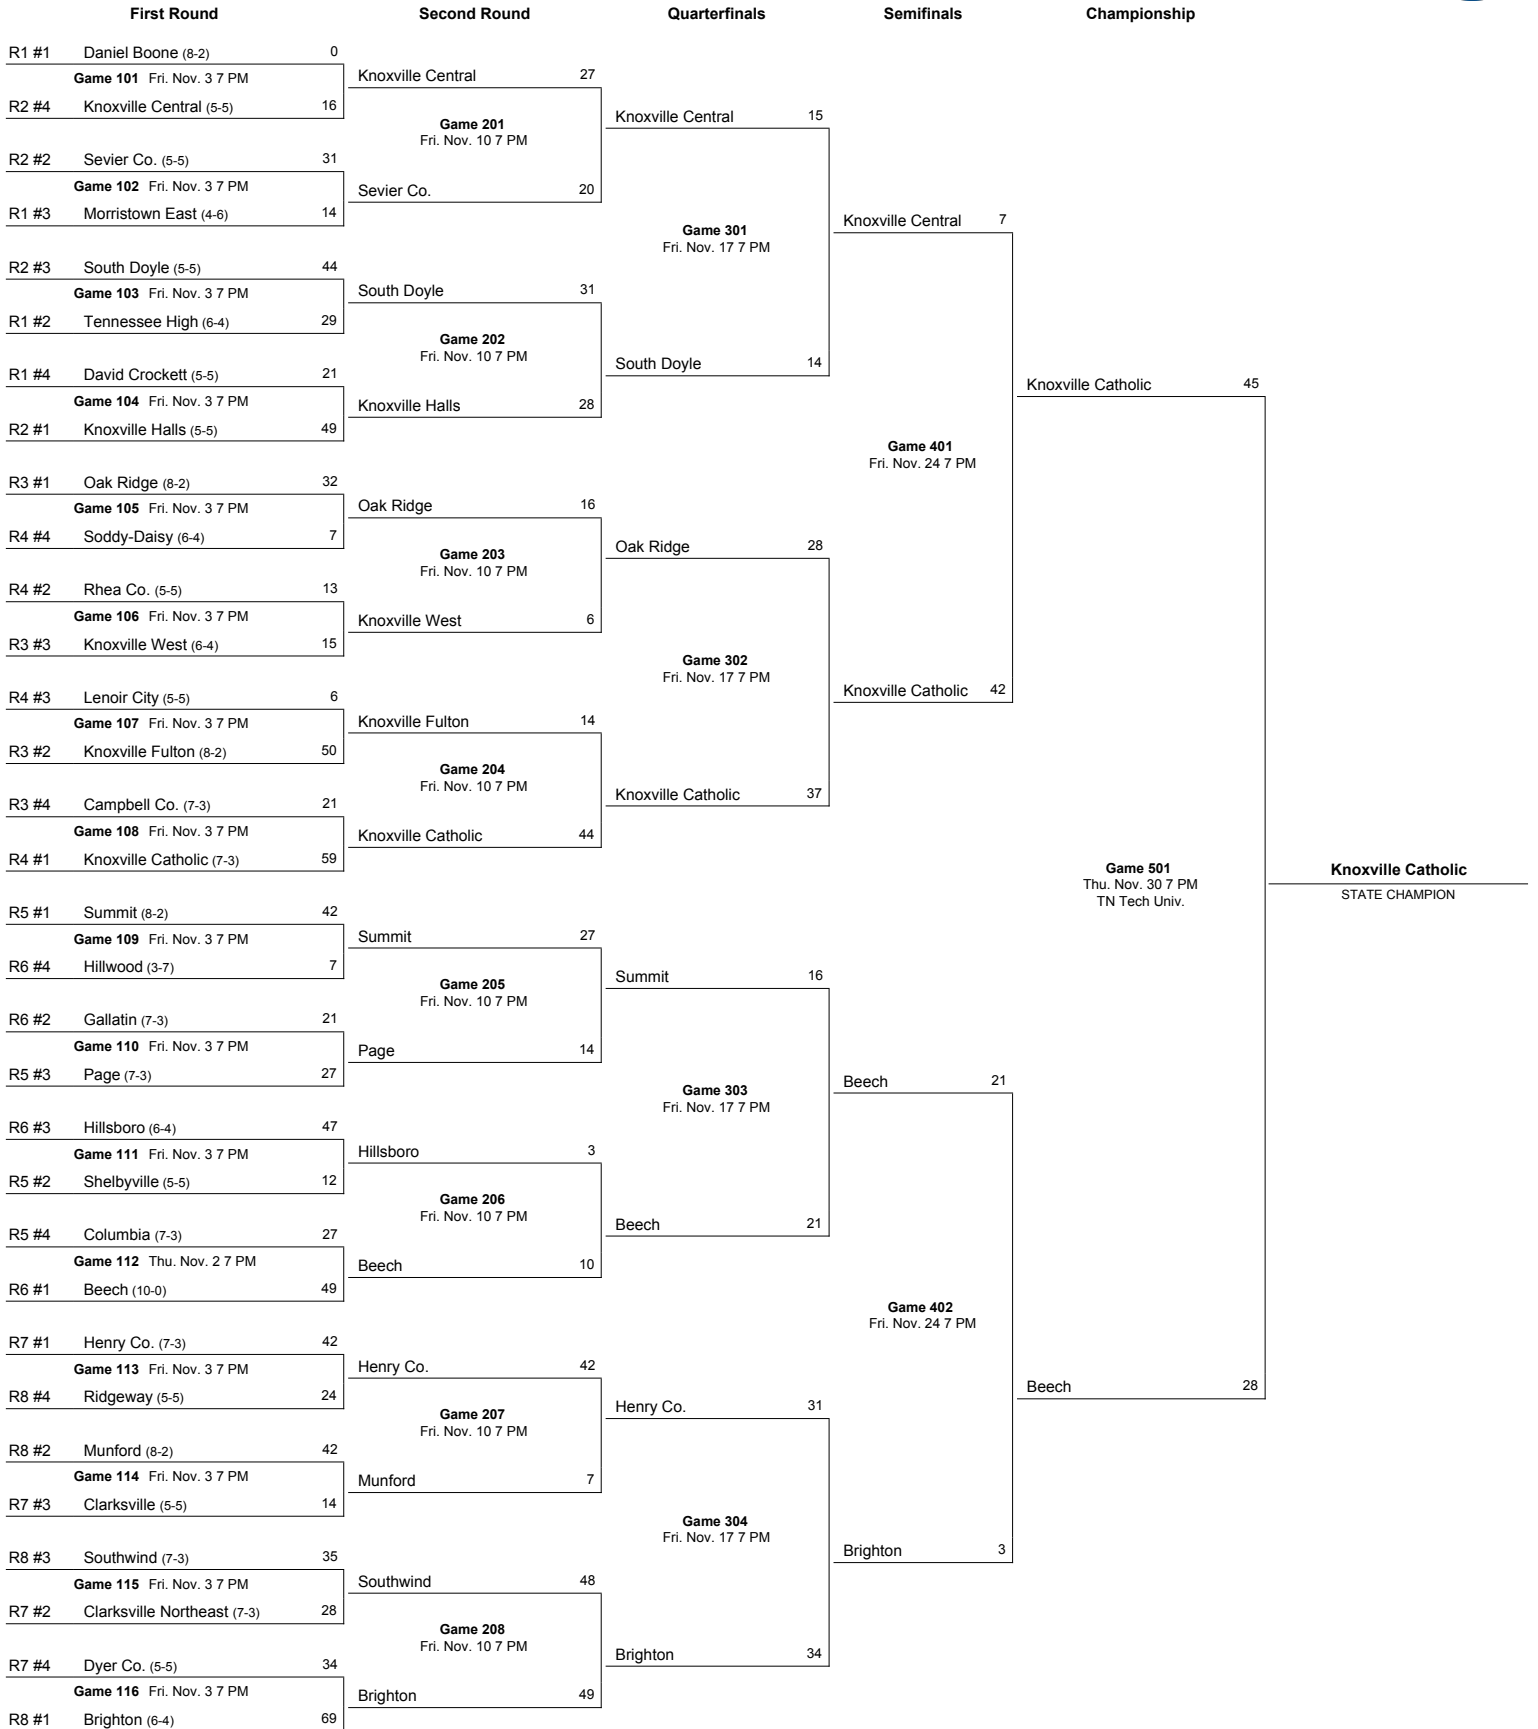 First Round
Second Round
Quarterfinals
Semifinals
Championship
R1 #1 Daniel Boone (8-2) 0
Game 101 Fri. Nov. 3 7 PM
R2 #4 Knoxville Central (5-5) 16
R2 #2 Sevier Co. (5-5) 31
Game 102 Fri. Nov. 3 7 PM
R1 #3 Morristown East (4-6) 14
R2 #3 South Doyle (5-5) 44
Game 103 Fri. Nov. 3 7 PM
R1 #2 Tennessee High (6-4) 29
R1 #4 David Crockett (5-5) 21
Game 104 Fri. Nov. 3 7 PM
R2 #1 Knoxville Halls (5-5) 49
R3 #1 Oak Ridge (8-2) 32
Game 105 Fri. Nov. 3 7 PM
R4 #4 Soddy-Daisy (6-4) 7
R4 #2 Rhea Co. (5-5) 13
Game 106 Fri. Nov. 3 7 PM
R3 #3 Knoxville West (6-4) 15
R4 #3 Lenoir City (5-5) 6
Game 107 Fri. Nov. 3 7 PM
R3 #2 Knoxville Fulton (8-2) 50
R3 #4 Campbell Co. (7-3) 21
Game 108 Fri. Nov. 3 7 PM
R4 #1 Knoxville Catholic (7-3) 59
R5 #1 Summit (8-2) 42
Game 109 Fri. Nov. 3 7 PM
R6 #4 Hillwood (3-7) 7
R6 #2 Gallatin (7-3) 21
Game 110 Fri. Nov. 3 7 PM
R5 #3 Page (7-3) 27
R6 #3 Hillsboro (6-4) 47
Game 111 Fri. Nov. 3 7 PM
R5 #2 Shelbyville (5-5) 12
R5 #4 Columbia (7-3) 27
Game 112 Thu. Nov. 2 7 PM
R6 #1 Beech (10-0) 49
R7 #1 Henry Co. (7-3) 42
Game 113 Fri. Nov. 3 7 PM
R8 #4 Ridgeway (5-5) 24
R8 #2 Munford (8-2) 42
Game 114 Fri. Nov. 3 7 PM
R7 #3 Clarksville (5-5) 14
R8 #3 Southwind (7-3) 35
Game 115 Fri. Nov. 3 7 PM
R7 #2 Clarksville Northeast (7-3) 28
R7 #4 Dyer Co. (5-5) 34
Game 116 Fri. Nov. 3 7 PM
R8 #1 Brighton (6-4) 69
Knoxville Central 27
Game 201
Fri. Nov. 10 7 PM
Sevier Co. 20
South Doyle 31
Game 202
Fri. Nov. 10 7 PM
Knoxville Halls 28
Oak Ridge 16
Game 203
Fri. Nov. 10 7 PM
Knoxville West 6
Knoxville Fulton 14
Game 204
Fri. Nov. 10 7 PM
Knoxville Catholic 44
Summit 27
Game 205
Fri. Nov. 10 7 PM
Page 14
Hillsboro 3
Game 206
Fri. Nov. 10 7 PM
Beech 10
Henry Co. 42
Game 207
Fri. Nov. 10 7 PM
Munford 7
Southwind 48
Game 208
Fri. Nov. 10 7 PM
Brighton 49
Knoxville Central 15
Game 301
Fri. Nov. 17 7 PM
South Doyle 14
Oak Ridge 28
Game 302
Fri. Nov. 17 7 PM
Knoxville Catholic 37
Summit 16
Game 303
Fri. Nov. 17 7 PM
Beech 21
Henry Co. 31
Game 304
Fri. Nov. 17 7 PM
Brighton 34
Knoxville Central 7
Game 401
Fri. Nov. 24 7 PM
Knoxville Catholic 42
Beech 21
Game 402
Fri. Nov. 24 7 PM
Brighton 3
Knoxville Catholic 45
Game 501
Thu. Nov. 30 7 PM
TN Tech Univ.
Beech 28
Knoxville Catholic
STATE CHAMPION